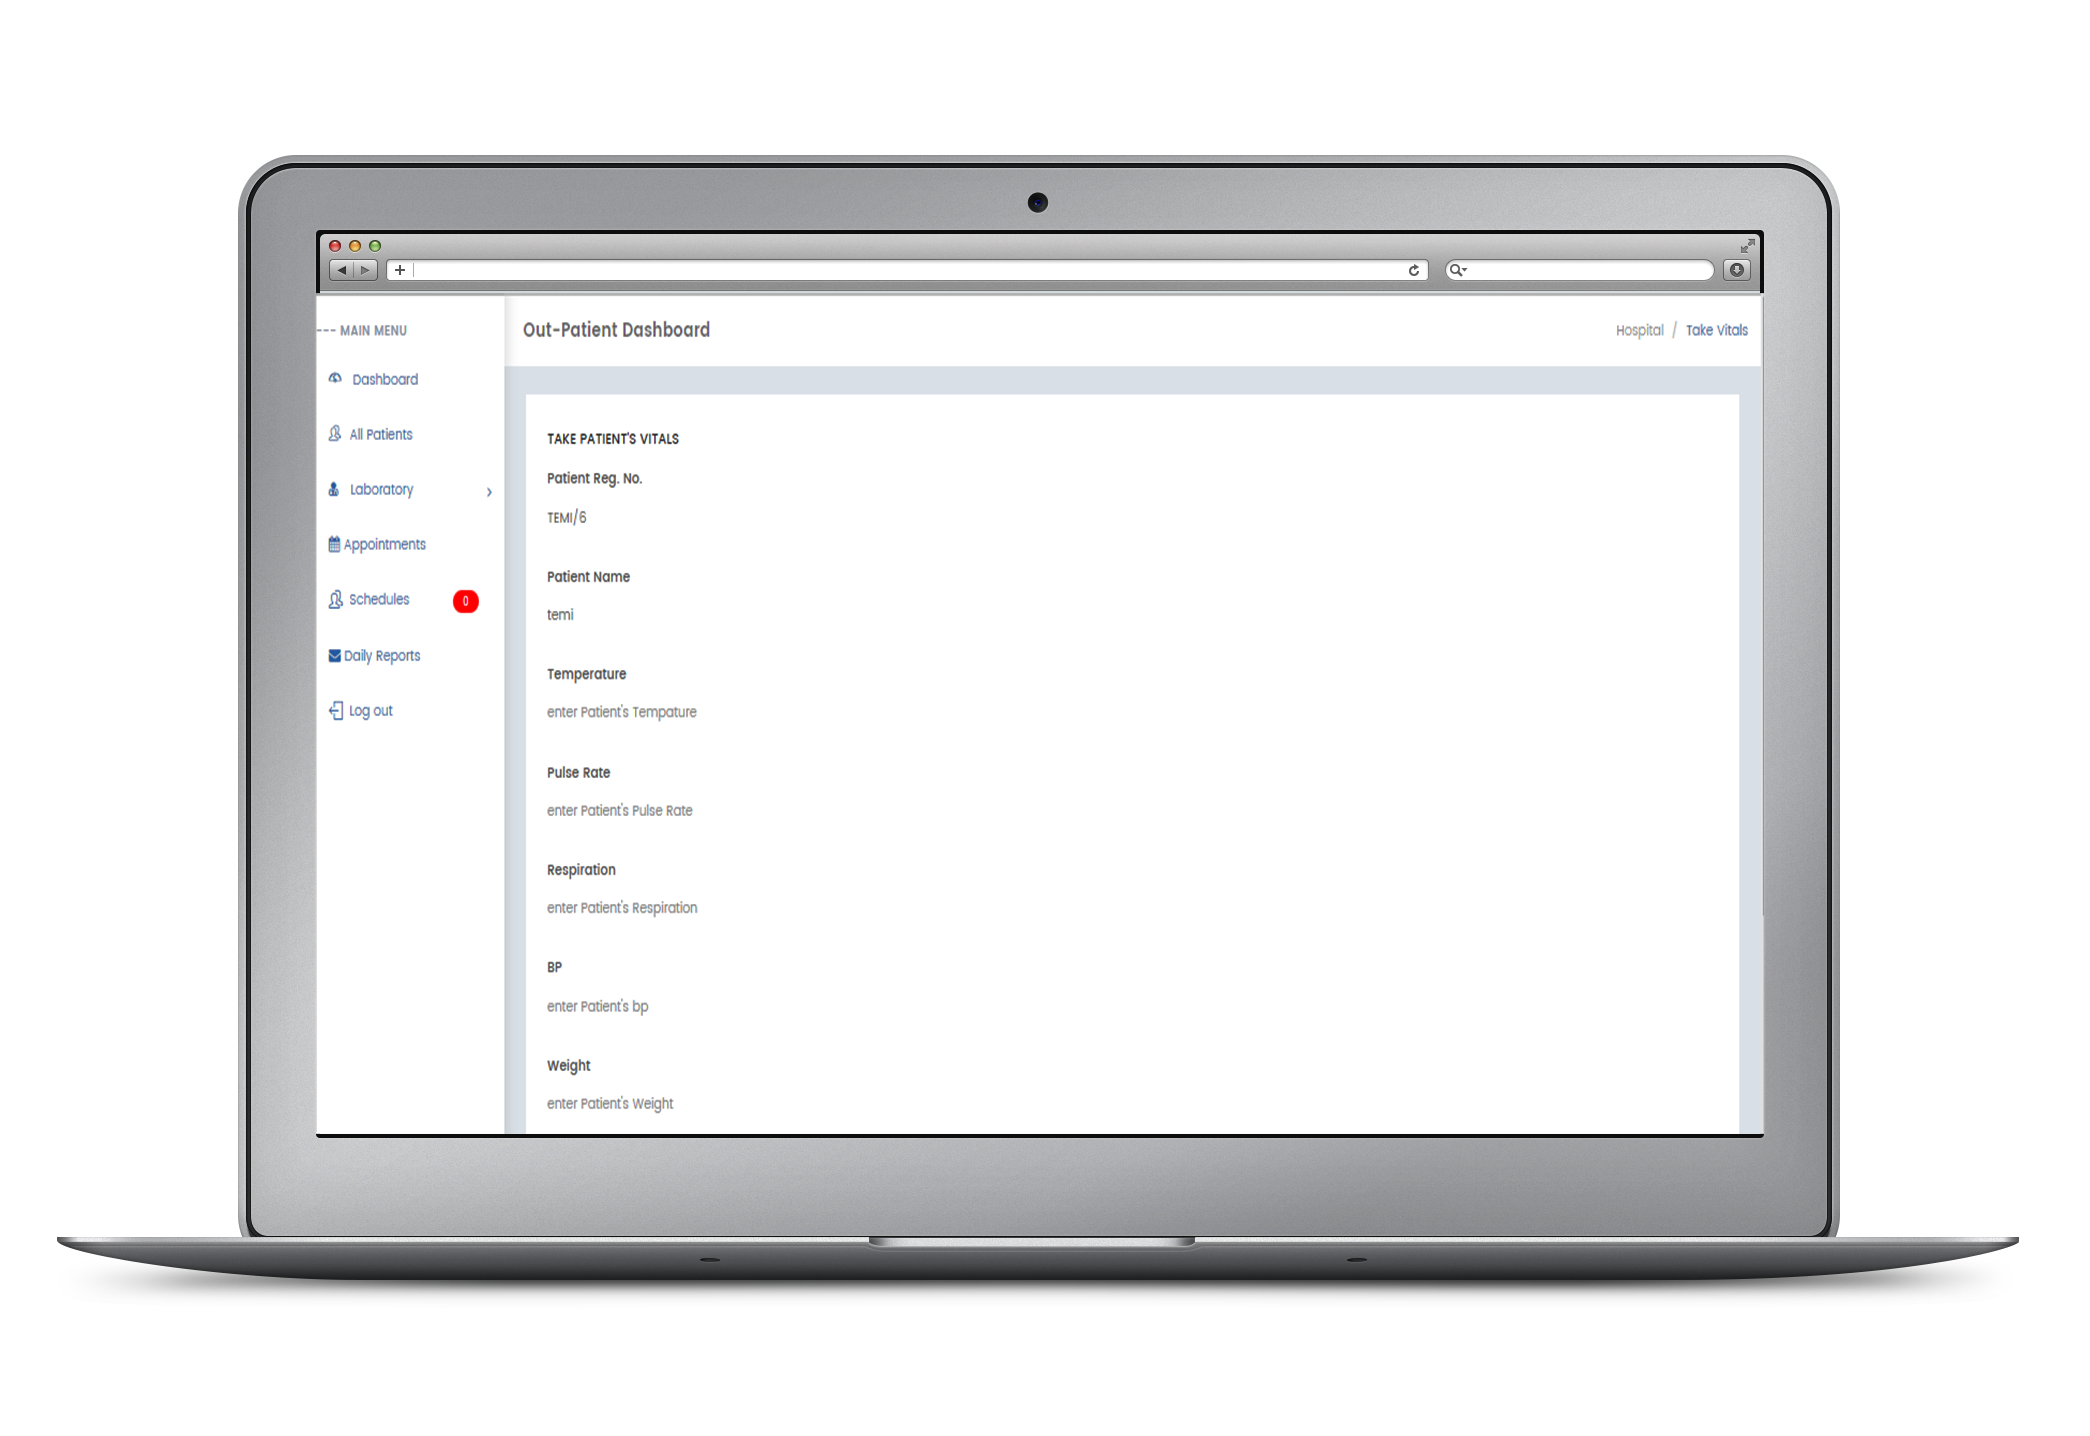 --- MAIN MENU
Dashboard
All Patients
Laboratory
Appointments
Schedules 0
Daily Reports
Log out
Out-Patient Dashboard
Hospital / Take Vitals
TAKE PATIENT'S VITALS
Patient Reg. No.
TEMI/6
Patient Name
temi
Temperature
enter Patient's Tempature
Pulse Rate
enter Patient's Pulse Rate
Respiration
enter Patient's Respiration
BP
enter Patient's bp
Weight
enter Patient's Weight